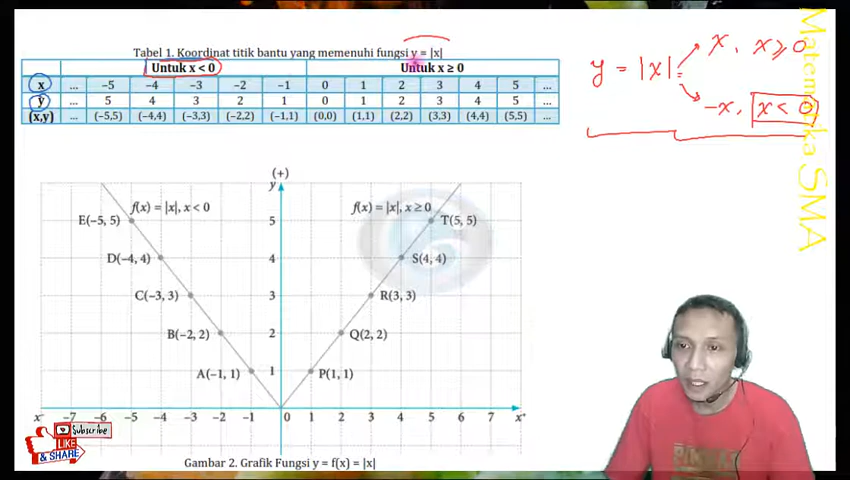 Tabel 1. Koordinat titik bantu yang memenuhi fungsi y = |x|
Untuk x < 0 Untuk x ≥ 0
x ... −5 −4 −3 −2 −1 0 1 2 3 4 5 ...
y ... 5 4 3 2 1 0 1 2 3 4 5 ...
(x,y) ... (−5,5) (−4,4) (−3,3) (−2,2) (−1,1) (0,0) (1,1) (2,2) (3,3) (4,4) (5,5) ...
y = |x| x, x ≥ 0
−x, x < 0
Matematika SMA
(+)
y
f(x) = |x|, x < 0 f(x) = |x|, x ≥ 0
E(−5, 5) 5 T(5, 5)
D(−4, 4) 4 S(4, 4)
C(−3, 3) 3 R(3, 3)
B(−2, 2) 2 Q(2, 2)
A(−1, 1) 1 P(1, 1)
x- −7 −6 −5 −4 −3 −2 −1 0 1 2 3 4 5 6 7 x+
Subscribe
LIKE
& SHARE
Gambar 2. Grafik Fungsi y = f(x) = |x|